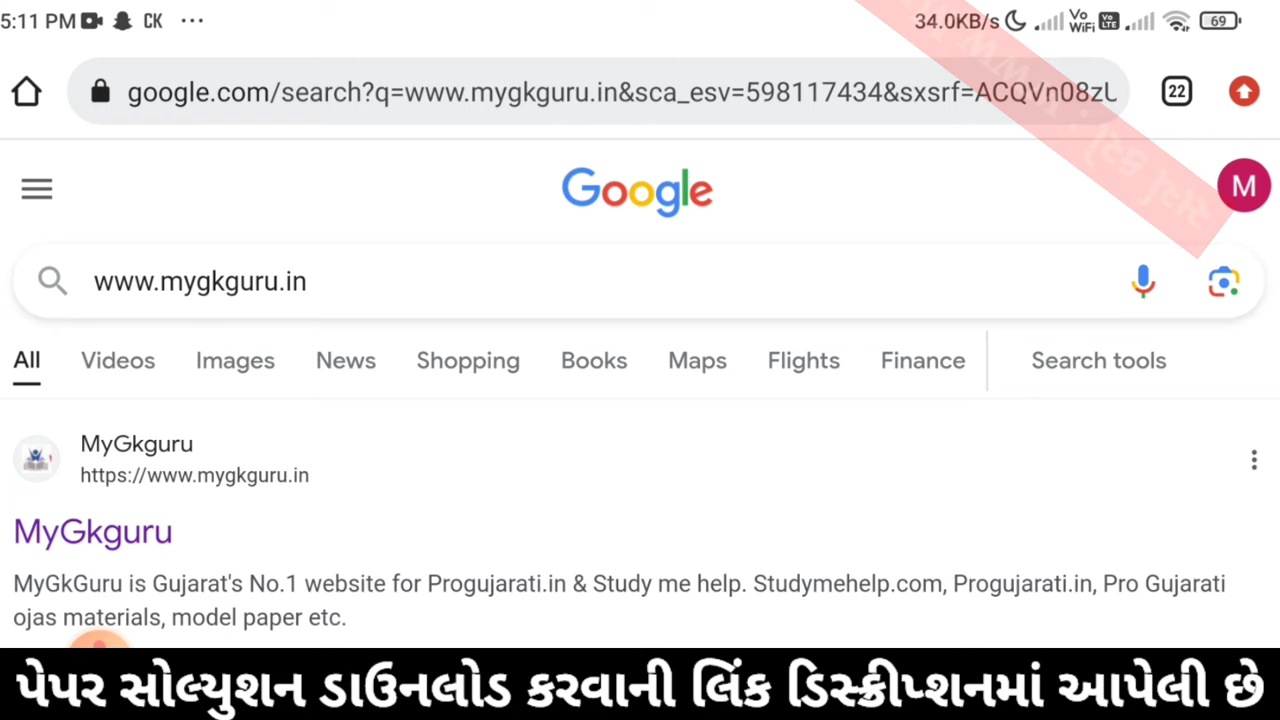 5:11 PM CK ...
34.0KB/s Vo WiFi Vo LTE 69
google.com/search?q=www.mygkguru.in&sca_esv=598117434&sxsrf=ACQVn08zU
22
Google
M
www.mygkguru.in
All Videos Images News Shopping Books Maps Flights Finance Search tools
MyGkguru
https://www.mygkguru.in
MyGkguru
MyGkGuru is Gujarat's No.1 website for Progujarati.in & Study me help. Studymehelp.com, Progujarati.in, Pro Gujarati
ojas materials, model paper etc.
પેપર સોલ્યુશન ડાઉનલોડ કરવાની લિંક ડિસ્ક્રીપ્શનમાં આપેલી છે